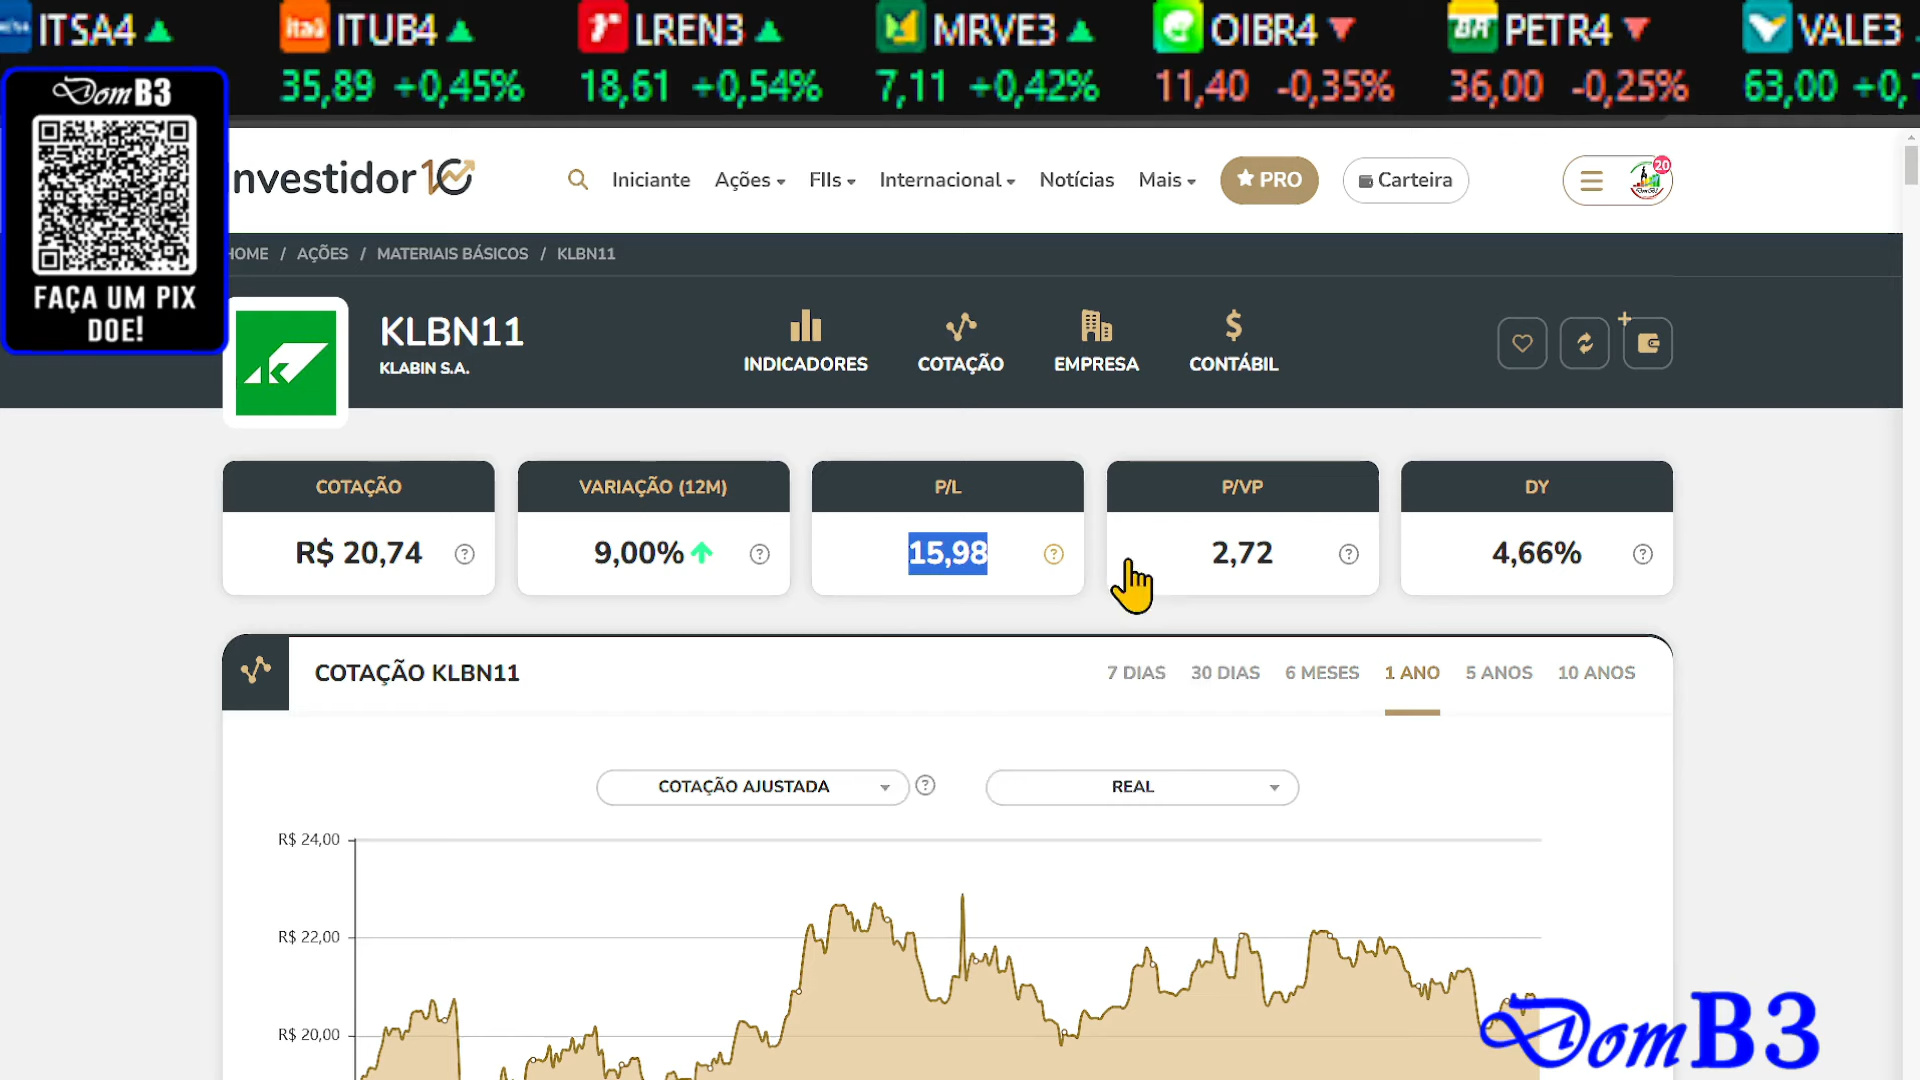 ITSA4 ITUB4 LREN3 MRVE3 OIBR4 PETR4 VALE3
35,89 +0,45% 18,61 +0,54% 7,11 +0,42% 11,40 -0,35% 36,00 -0,25% 63,00 +0,
DomB3
FAÇA UM PIX
DOE!
nvestidor10
Iniciante Ações FIIs Internacional Notícias Mais PRO Carteira 20
HOME / AÇÕES / MATERIAIS BÁSICOS / KLBN11
KLBN11
KLABIN S.A.
INDICADORES COTAÇÃO EMPRESA CONTÁBIL
COTAÇÃO VARIAÇÃO (12M) P/L P/VP DY
R$ 20,74 ? 9,00% ? 15,98 ? 2,72 ? 4,66% ?
COTAÇÃO KLBN11 7 DIAS 30 DIAS 6 MESES 1 ANO 5 ANOS 10 ANOS
COTAÇÃO AJUSTADA ? REAL
R$ 24,00
R$ 22,00
R$ 20,00
DomB3